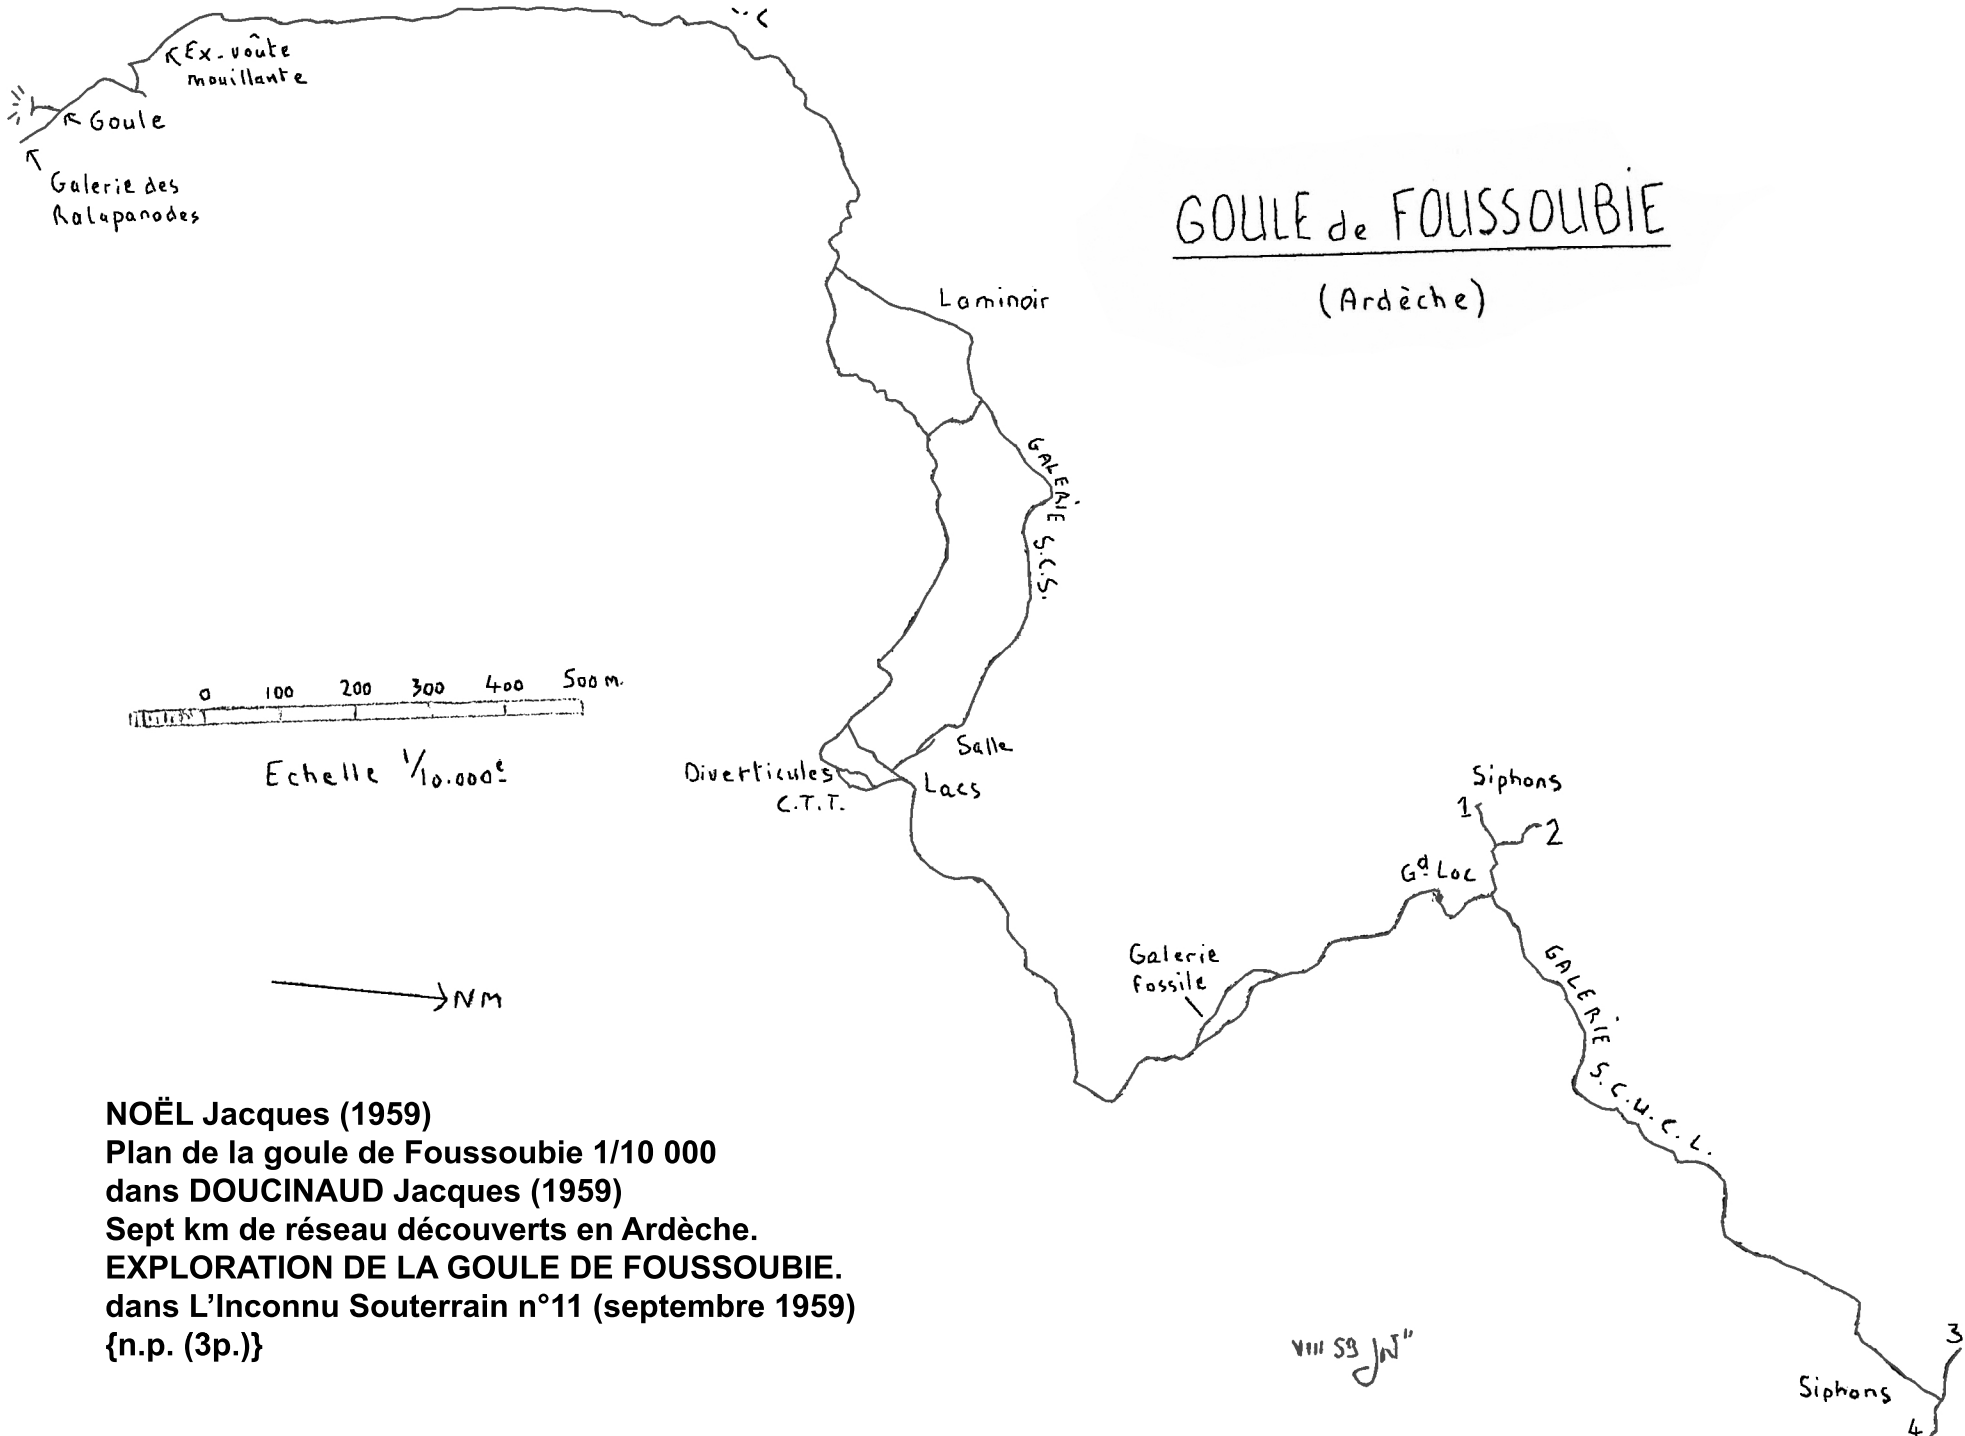 Ex-voûte
mouillante
Goule
Galerie des
Ralapanades
GOULE de FOUSSOUBIE
(Ardèche)
Laminoir
GALERIE S.C.S.
0 100 200 300 400 500 m.
Echelle 1/10.000e
Salle
Diverticules
C.T.T.
Lacs
Siphons
1
2
Gd Lac
Galerie
fossile
GALERIE S.C.U.C.L.
NM
NOËL Jacques (1959)
Plan de la goule de Foussoubie 1/10 000
dans DOUCINAUD Jacques (1959)
Sept km de réseau découverts en Ardèche.
EXPLORATION DE LA GOULE DE FOUSSOUBIE.
dans L’Inconnu Souterrain n°11 (septembre 1959)
{n.p. (3p.)}
VIII 59 JN
3
Siphons
4